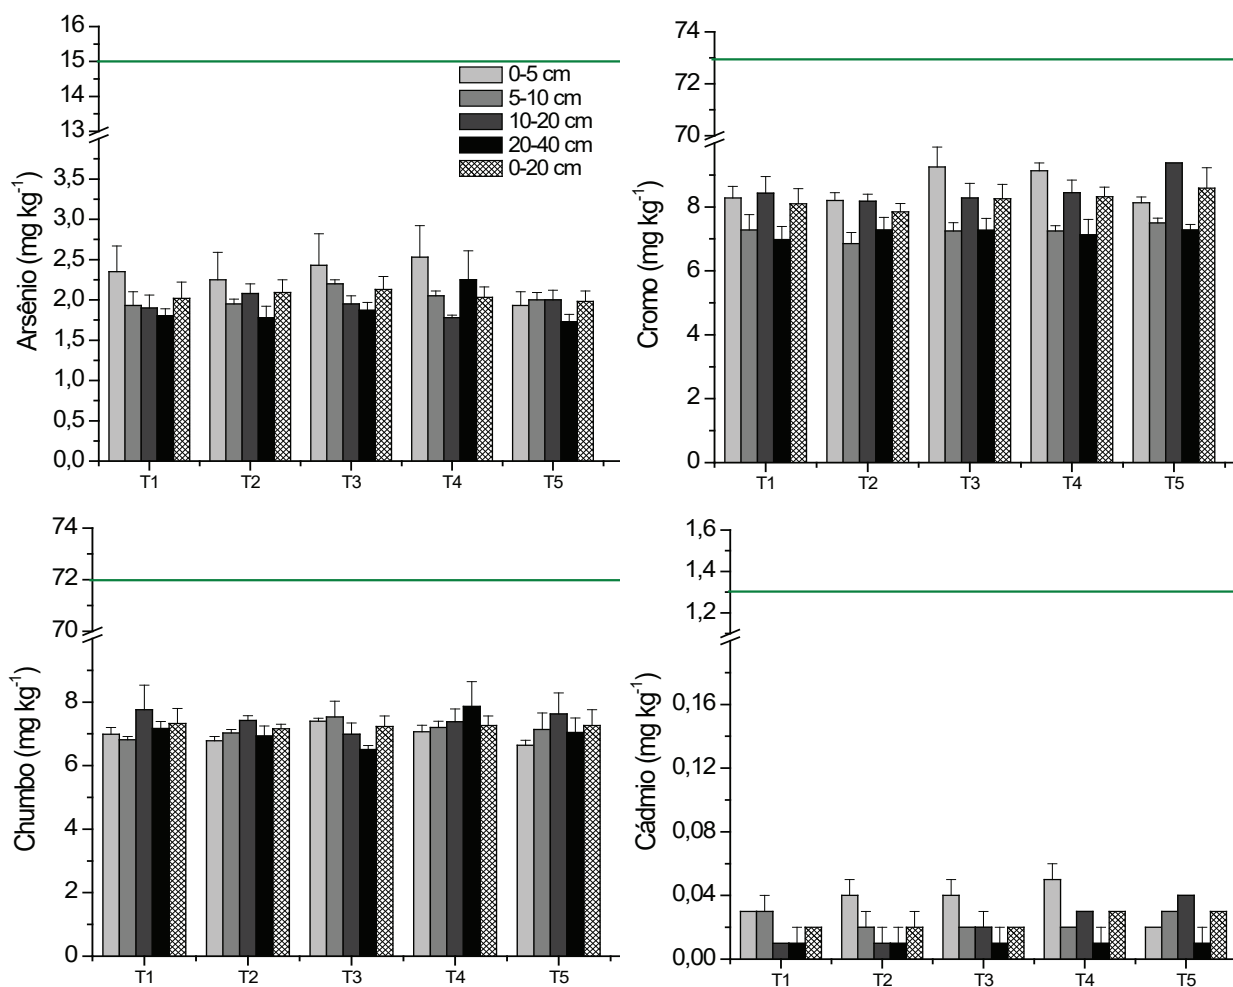 16
15
14
13
3,5
3,0
2,5
2,0
1,5
1,0
0,5
0,0
Arsênio (mg kg⁻¹)
0-5 cm
5-10 cm
10-20 cm
20-40 cm
0-20 cm
T1 T2 T3 T4 T5
74
72
70
8
6
4
2
0
Cromo (mg kg⁻¹)
T1 T2 T3 T4 T5
74
72
70
8
6
4
2
0
Chumbo (mg kg⁻¹)
T1 T2 T3 T4 T5
1,6
1,4
1,2
0,16
0,12
0,08
0,04
0,00
Cádmio (mg kg⁻¹)
T1 T2 T3 T4 T5